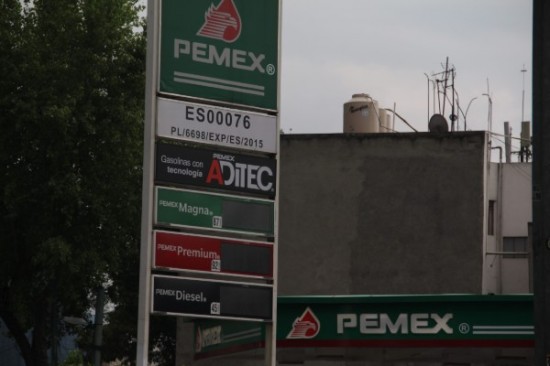 PEMEX®
ES00076
PL/6698/EXP/ES/2015
Gasolinas con
tecnología
PEMEX
ADiTEC
PEMEX Magna®
87
PEMEX Premium®
92
PEMEX Diesel®
PEMEX®